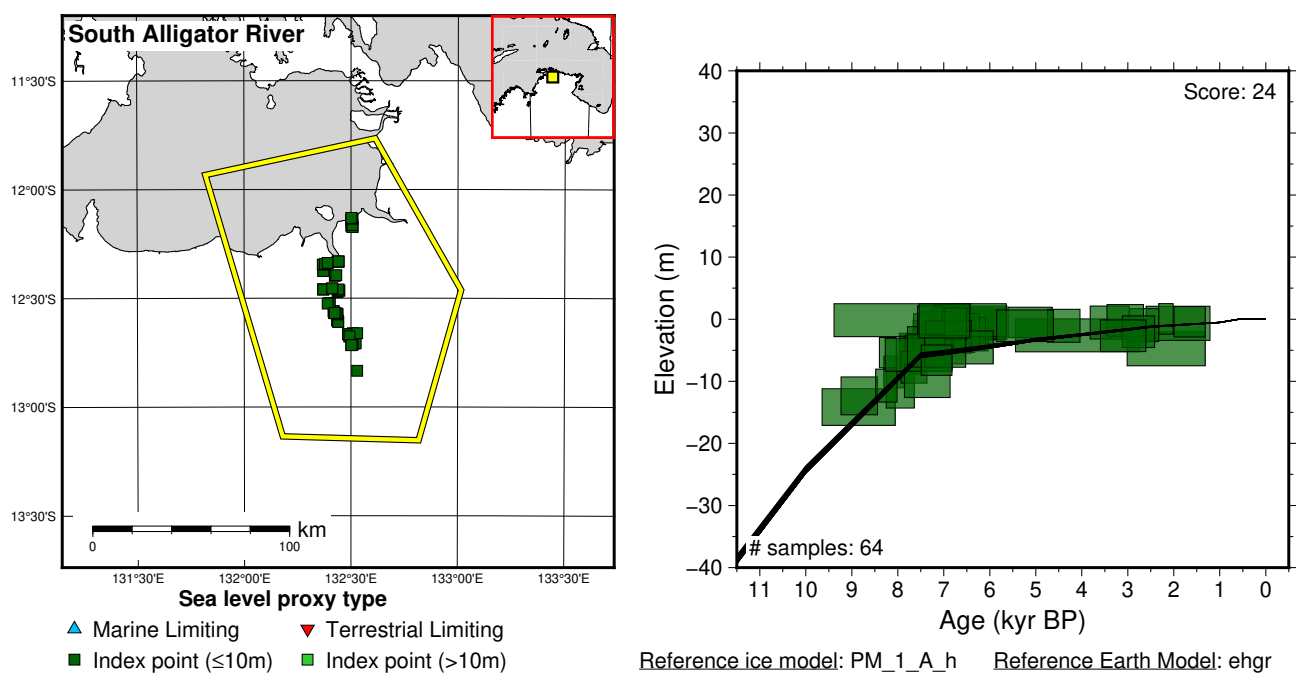 South Alligator River
11°30'S
12°00'S
12°30'S
13°00'S
13°30'S
km
0 100
131°30'E 132°00'E 132°30'E 133°00'E 133°30'E
Sea level proxy type
Marine Limiting Terrestrial Limiting
Index point (≤10m) Index point (>10m)
Score: 24
40
30
20
10
0
−10
−20
−30
−40
Elevation (m)
# samples: 64
11 10 9 8 7 6 5 4 3 2 1 0
Age (kyr BP)
Reference ice model: PM_1_A_h Reference Earth Model: ehgr